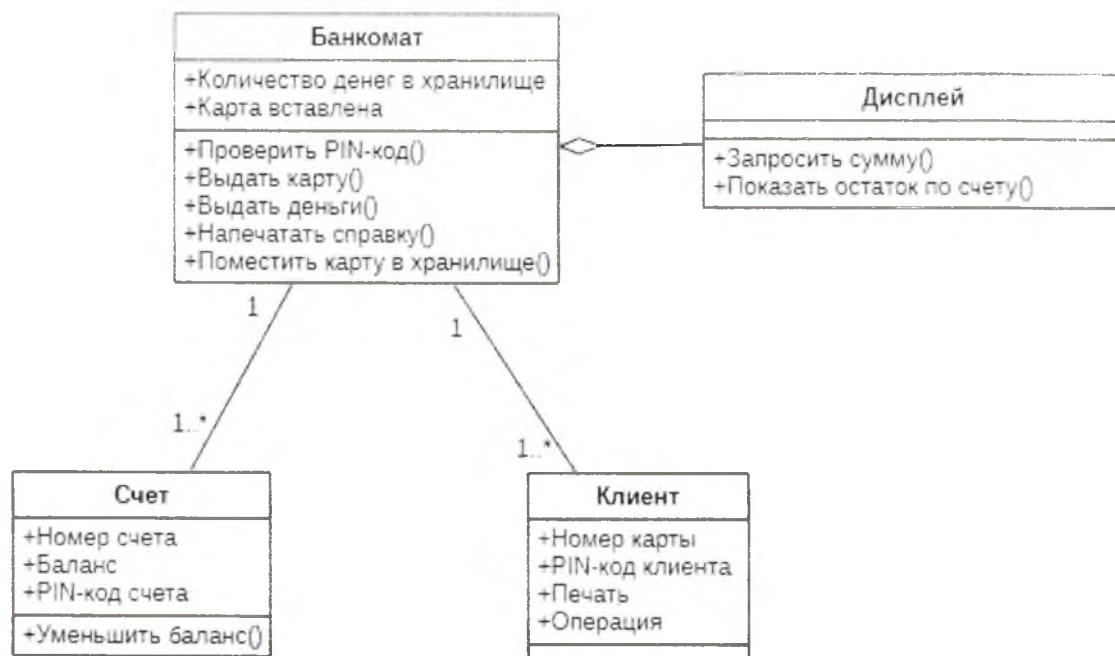 Банкомат
+Количество денег в хранилище
+Карта вставлена
+Проверить PIN-код()
+Выдать карту()
+Выдать деньги()
+Напечатать справку()
+Поместить карту в хранилище()
Дисплей
+Запросить сумму()
+Показать остаток по счету()
1
1
1..*
1..*
Счет
+Номер счета
+Баланс
+PIN-код счета
+Уменьшить баланс()
Клиент
+Номер карты
+PIN-код клиента
+Печать
+Операция